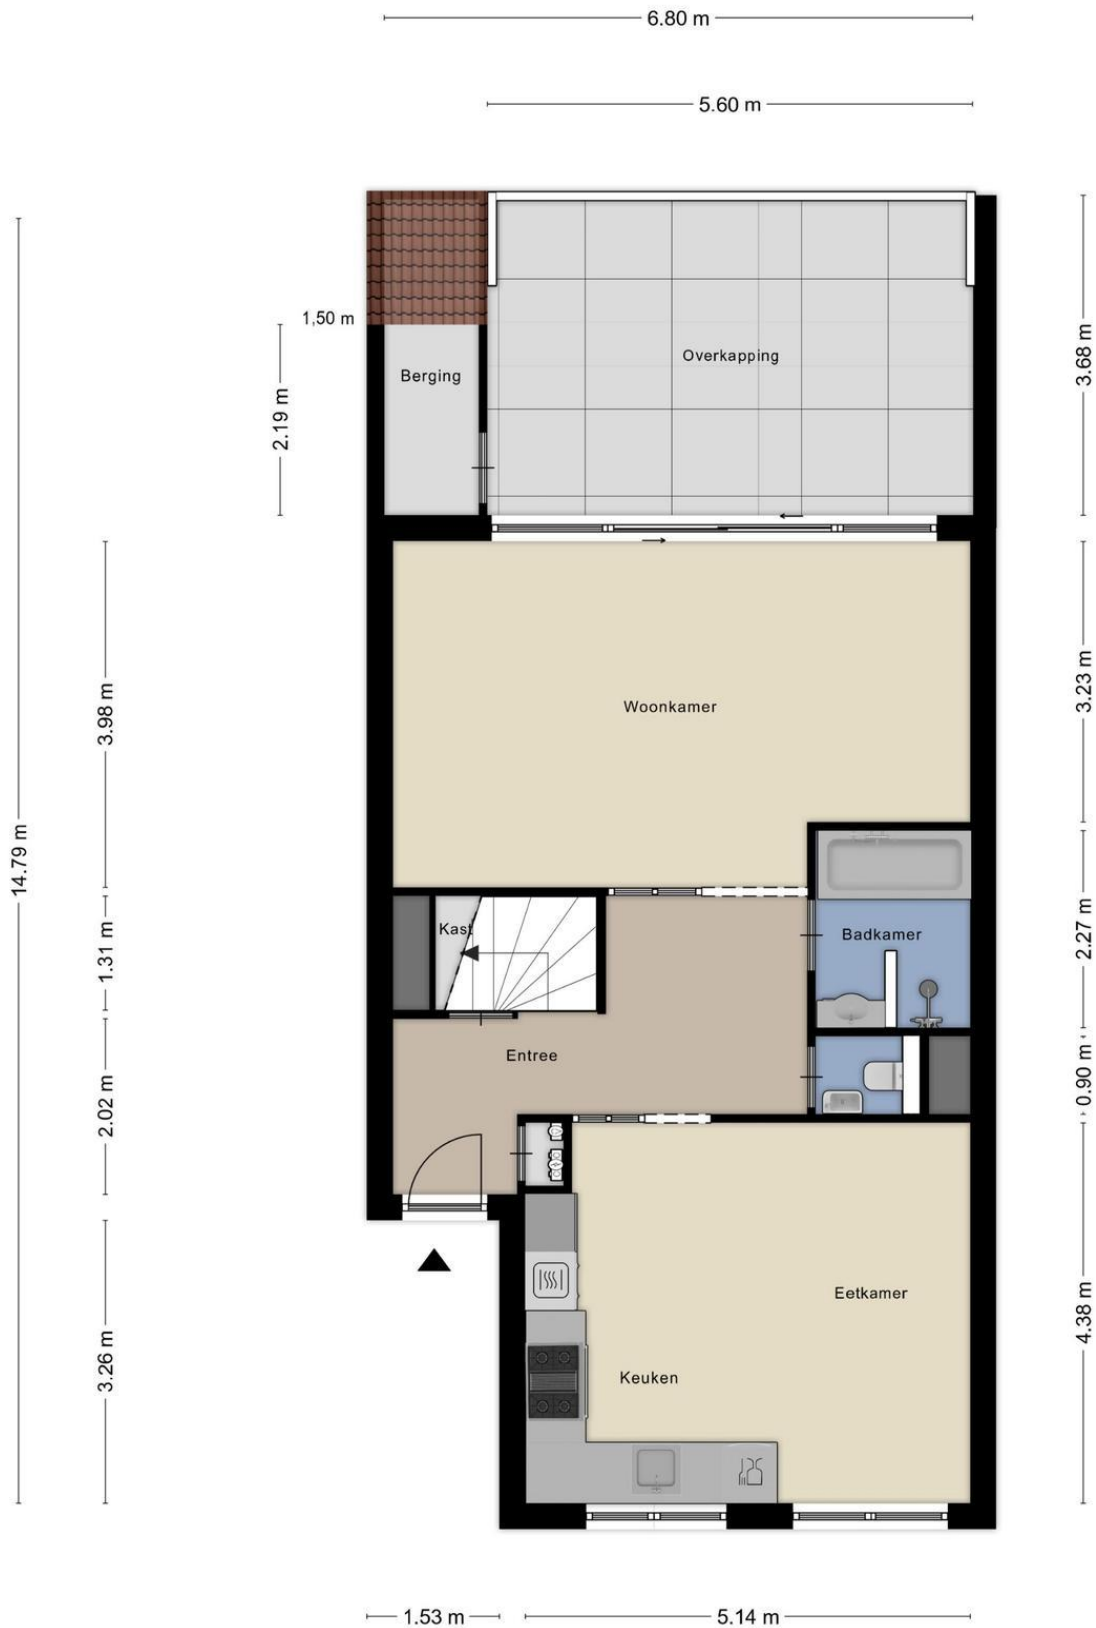 6.80 m
5.60 m
1,50 m
Overkapping
3.68 m
Berging
2.19 m
3.23 m
3.98 m
Woonkamer
14.79 m
Kast
Badkamer
2.27 m
1.31 m
Entree
0.90 m
2.02 m
Eetkamer
4.38 m
3.26 m
Keuken
1.53 m
5.14 m